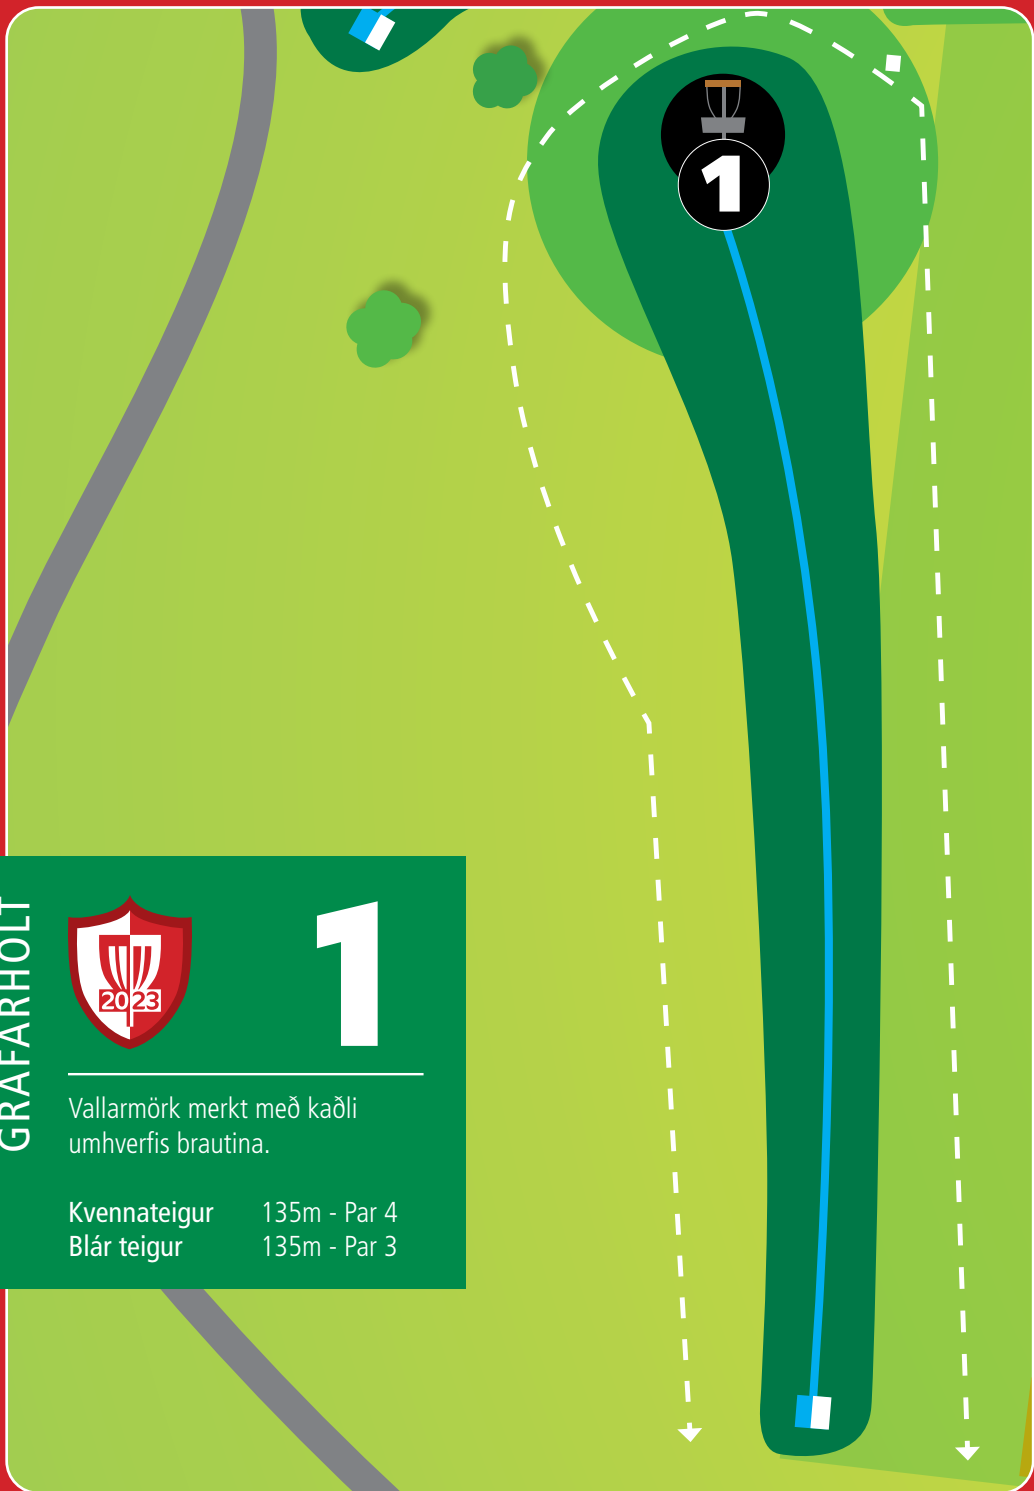 1
GRAFARHOLT
2023
1
Vallarmörk merkt með kaðli
umhverfis brautina.
Kvennateigur 135m - Par 4
Blár teigur 135m - Par 3